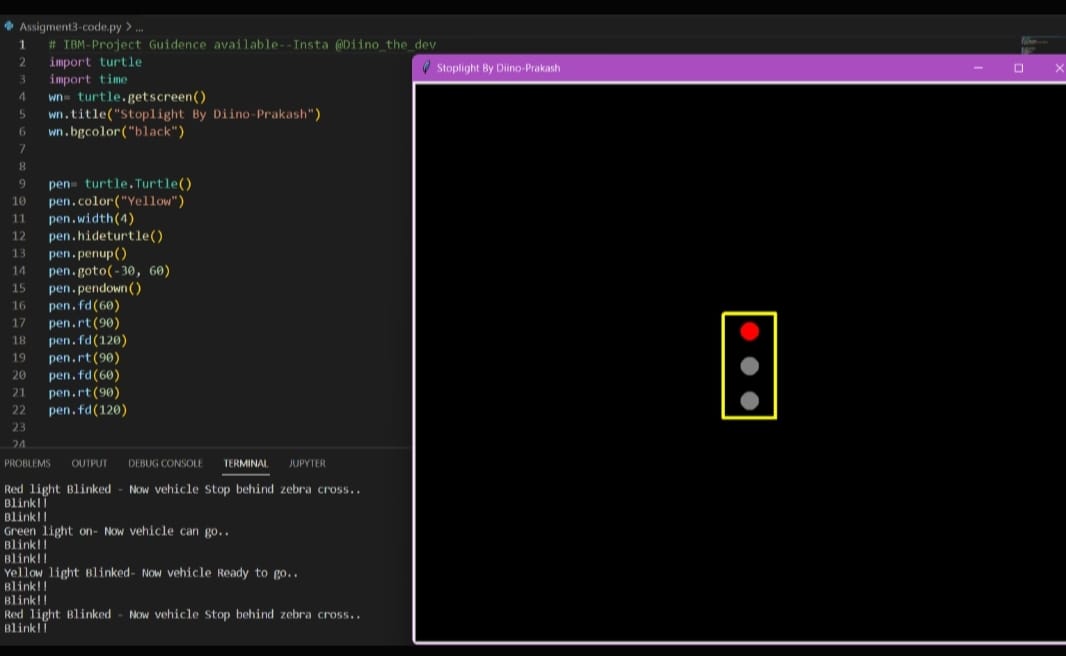 Assigment3-code.py > ...
1 # IBM-Project Guidence available--Insta @Diino_the_dev
2 import turtle
3 import time
4 wn= turtle.getscreen()
5 wn.title("Stoplight By Diino-Prakash")
6 wn.bgcolor("black")
7
8
9 pen= turtle.Turtle()
10 pen.color("Yellow")
11 pen.width(4)
12 pen.hideturtle()
13 pen.penup()
14 pen.goto(-30, 60)
15 pen.pendown()
16 pen.fd(60)
17 pen.rt(90)
18 pen.fd(120)
19 pen.rt(90)
20 pen.fd(60)
21 pen.rt(90)
22 pen.fd(120)
23
24
Stoplight By Diino-Prakash
PROBLEMS OUTPUT DEBUG CONSOLE TERMINAL JUPYTER
Red light Blinked - Now vehicle Stop behind zebra cross..
Blink!!
Blink!!
Green light on- Now vehicle can go..
Blink!!
Blink!!
Yellow light Blinked- Now vehicle Ready to go..
Blink!!
Blink!!
Red light Blinked - Now vehicle Stop behind zebra cross..
Blink!!